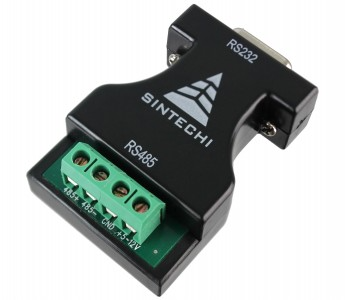 RS232
SINTECHI
RS485
485+ 485- GND +5-12V